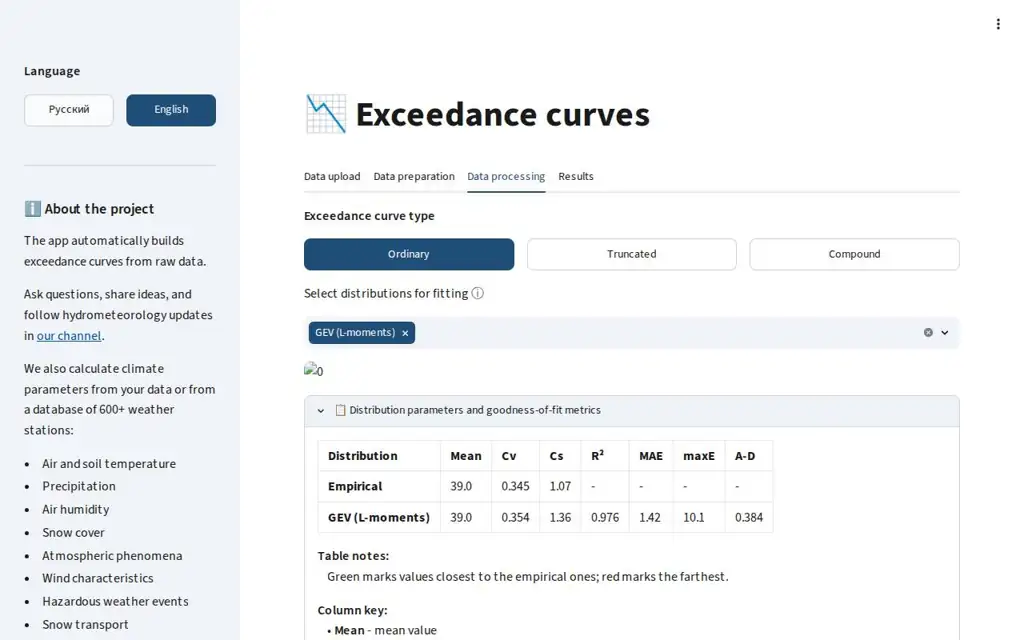 Language
Русский
English
About the project
The app automatically builds
exceedance curves from raw data.
Ask questions, share ideas, and
follow hydrometeorology updates
in our channel.
We also calculate climate
parameters from your data or from
a database of 600+ weather
stations:
• Air and soil temperature
• Precipitation
• Air humidity
• Snow cover
• Atmospheric phenomena
• Wind characteristics
• Hazardous weather events
• Snow transport
Exceedance curves
Data upload Data preparation Data processing Results
Exceedance curve type
Ordinary Truncated Compound
Select distributions for fitting
GEV (L-moments) ×
0
Distribution parameters and goodness-of-fit metrics
Distribution Mean Cv Cs R² MAE maxE A-D
Empirical 39.0 0.345 1.07 - - - -
GEV (L-moments) 39.0 0.354 1.36 0.976 1.42 10.1 0.384
Table notes:
Green marks values closest to the empirical ones; red marks the farthest.
Column key:
• Mean - mean value